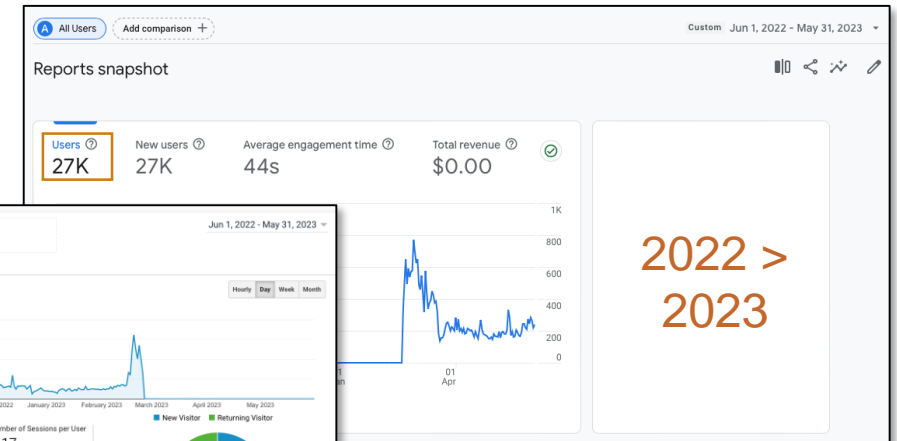 A All Users Add comparison + Custom Jun 1, 2022 - May 31, 2023
Reports snapshot
Users New users Average engagement time Total revenue
27K 27K 44s $0.00
1K
800
600
400
200
0
01
Apr
2022 >
2023
Jun 1, 2022 - May 31, 2023
Hourly Day Week Month
2022 January 2023 February 2023 March 2023 April 2023 May 2023
New Visitor Returning Visitor
of Sessions per User